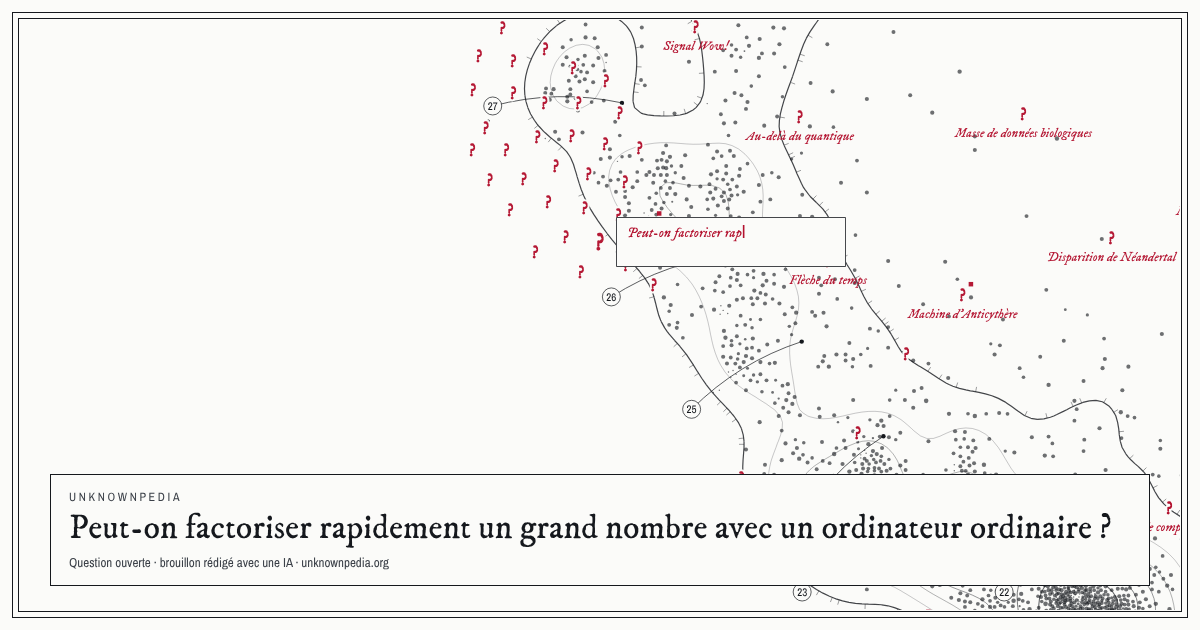 Signal Wow!
27
Au-delà du quantique
Masse de données biologiques
Peut-on factoriser rap
Disparition de Néandertal
Flèche du temps
26
Machine d'Anticythère
25
UNKNOWNPEDIA
Peut-on factoriser rapidement un grand nombre avec un ordinateur ordinaire ?
Question ouverte · brouillon rédigé avec une IA · unknownpedia.org
23
22